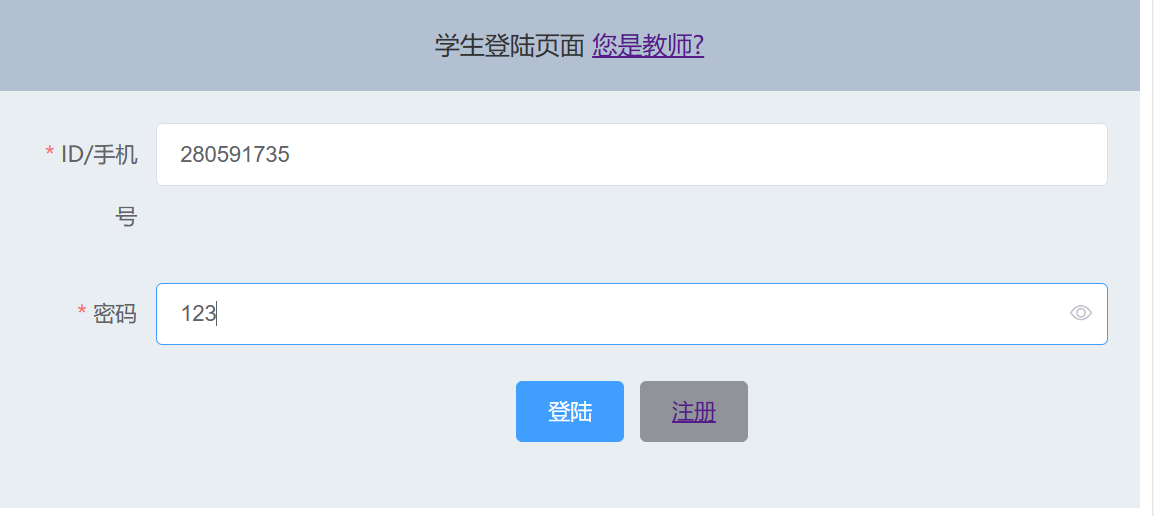 学生登陆页面 您是教师?
* ID/手机 280591735
号
* 密码 123
登陆 注册